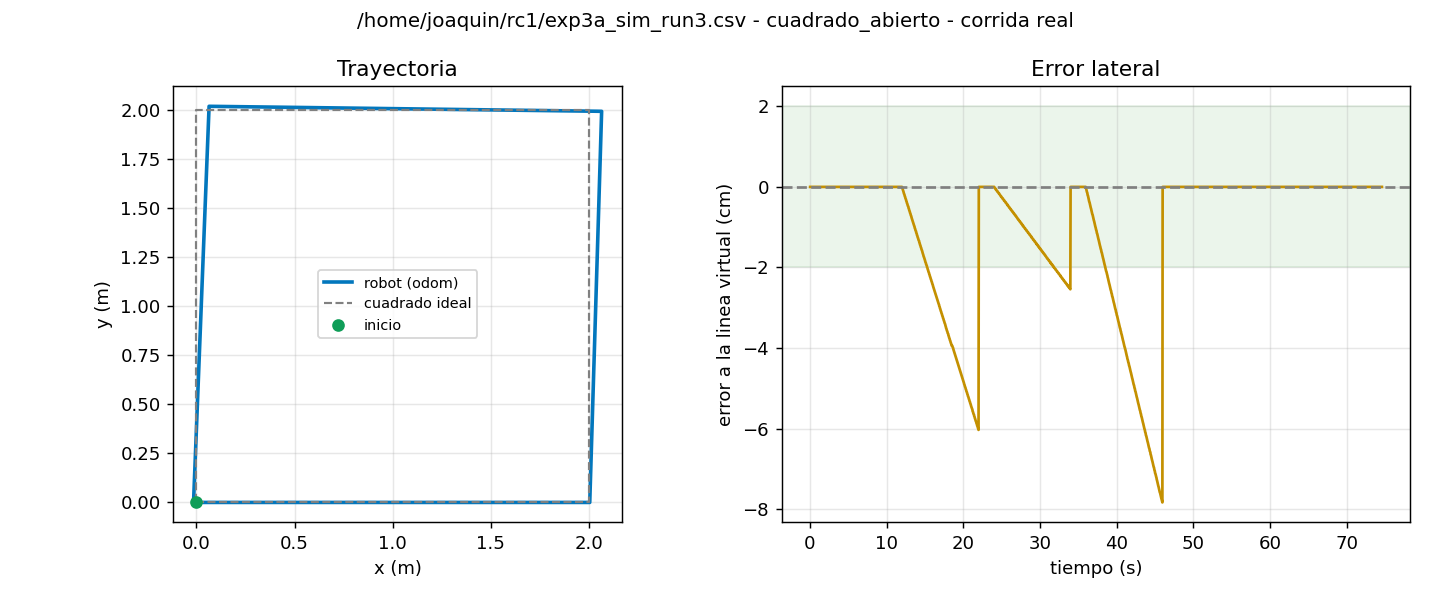 /home/joaquin/rc1/exp3a_sim_run3.csv - cuadrado_abierto - corrida real
Trayectoria
2.00
1.75
1.50
1.25
1.00
0.75
0.50
0.25
0.00
y (m)
robot (odom)
cuadrado ideal
inicio
0.0 0.5 1.0 1.5 2.0
x (m)
Error lateral
2
0
−2
−4
−6
−8
error a la linea virtual (cm)
0 10 20 30 40 50 60 70
tiempo (s)